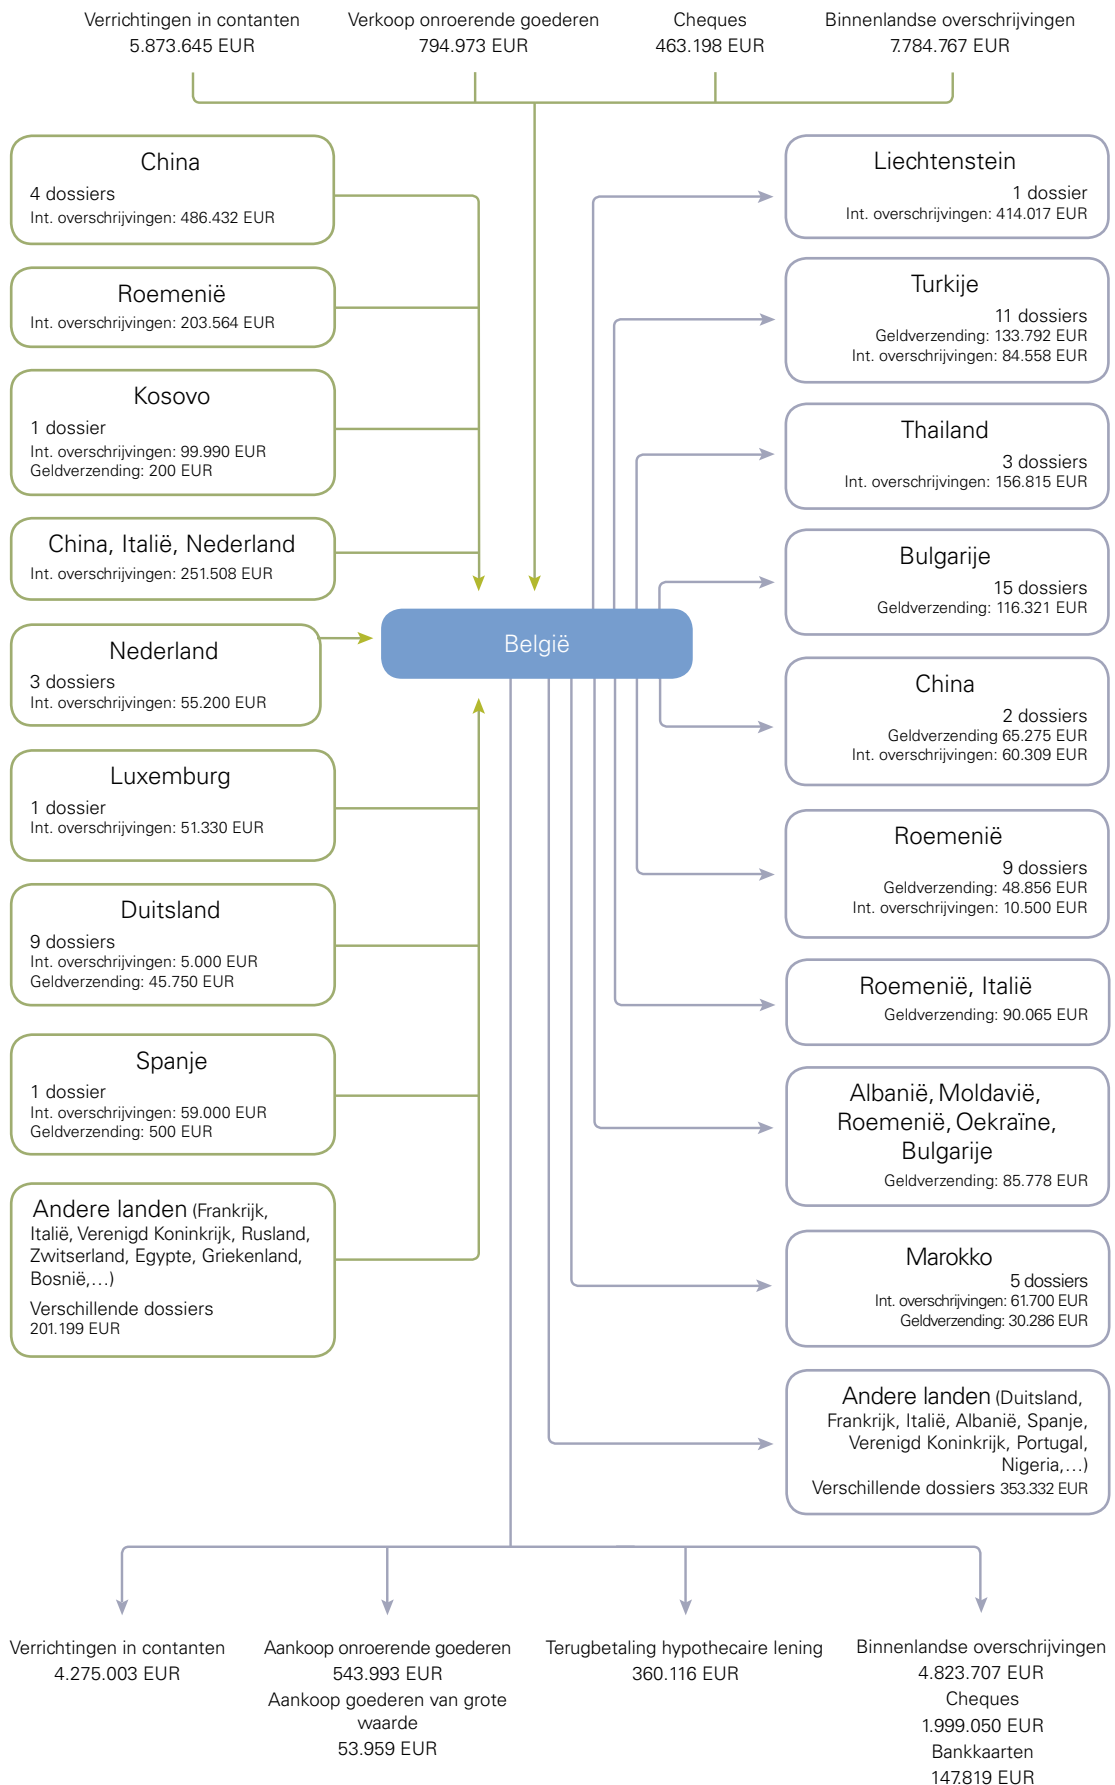 Verrichtingen in contanten
5.873.645 EUR
Verkoop onroerende goederen
794.973 EUR
Cheques
463.198 EUR
Binnenlandse overschrijvingen
7.784.767 EUR
China
4 dossiers
Int. overschrijvingen: 486.432 EUR
Roemenië
Int. overschrijvingen: 203.564 EUR
Kosovo
1 dossier
Int. overschrijvingen: 99.990 EUR
Geldverzending: 200 EUR
China, Italië, Nederland
Int. overschrijvingen: 251.508 EUR
Nederland
3 dossiers
Int. overschrijvingen: 55.200 EUR
Luxemburg
1 dossier
Int. overschrijvingen: 51.330 EUR
Duitsland
9 dossiers
Int. overschrijvingen: 5.000 EUR
Geldverzending: 45.750 EUR
Spanje
1 dossier
Int. overschrijvingen: 59.000 EUR
Geldverzending: 500 EUR
Andere landen (Frankrijk,
Italië, Verenigd Koninkrijk, Rusland,
Zwitserland, Egypte, Griekenland,
Bosnië,...)
Verschillende dossiers
201.199 EUR
België
Liechtenstein
1 dossier
Int. overschrijvingen: 414.017 EUR
Turkije
11 dossiers
Geldverzending: 133.792 EUR
Int. overschrijvingen: 84.558 EUR
Thailand
3 dossiers
Int. overschrijvingen: 156.815 EUR
Bulgarije
15 dossiers
Geldverzending: 116.321 EUR
China
2 dossiers
Geldverzending 65.275 EUR
Int. overschrijvingen: 60.309 EUR
Roemenië
9 dossiers
Geldverzending: 48.856 EUR
Int. overschrijvingen: 10.500 EUR
Roemenië, Italië
Geldverzending: 90.065 EUR
Albanië, Moldavië,
Roemenië, Oekraïne,
Bulgarije
Geldverzending: 85.778 EUR
Marokko
5 dossiers
Int. overschrijvingen: 61.700 EUR
Geldverzending: 30.286 EUR
Andere landen (Duitsland,
Frankrijk, Italië, Albanië, Spanje,
Verenigd Koninkrijk, Portugal,
Nigeria,...)
Verschillende dossiers 353.332 EUR
Verrichtingen in contanten
4.275.003 EUR
Aankoop onroerende goederen
543.993 EUR
Aankoop goederen van grote
waarde
53.959 EUR
Terugbetaling hypothecaire lening
360.116 EUR
Binnenlandse overschrijvingen
4.823.707 EUR
Cheques
1.999.050 EUR
Bankkaarten
147.819 EUR